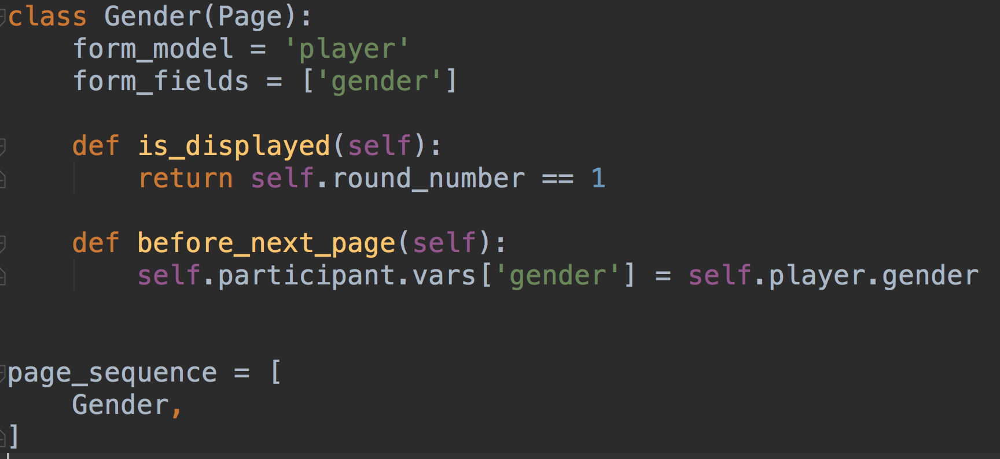 class Gender(Page):
    form_model = 'player'
    form_fields = ['gender']
    def is_displayed(self):
        return self.round_number == 1
    def before_next_page(self):
        self.participant.vars['gender'] = self.player.gender
page_sequence = [
    Gender,
]